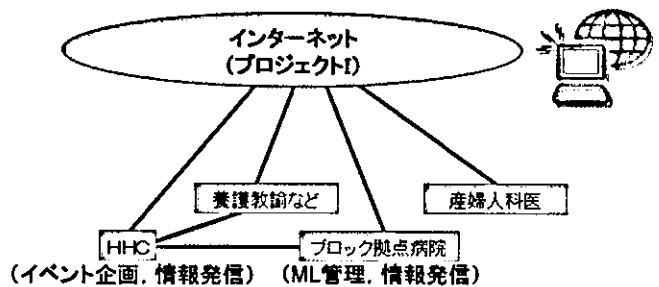 インターネット
(プロジェクトI)
養護教諭など
産婦人科医
HHC
ブロック拠点病院
(イベント企画, 情報発信)
(ML管理, 情報発信)